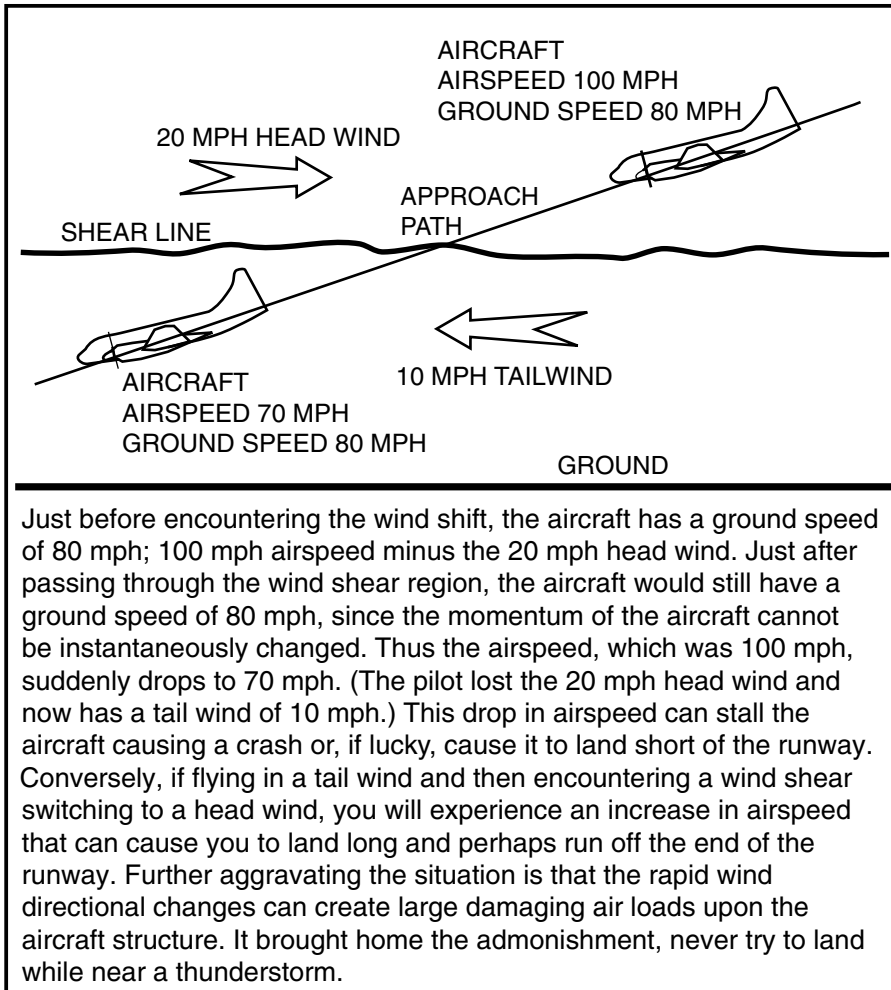 AIRCRAFT
AIRSPEED 100 MPH
GROUND SPEED 80 MPH
20 MPH HEAD WIND
APPROACH
PATH
SHEAR LINE
10 MPH TAILWIND
AIRCRAFT
AIRSPEED 70 MPH
GROUND SPEED 80 MPH
GROUND
Just before encountering the wind shift, the aircraft has a ground speed
of 80 mph; 100 mph airspeed minus the 20 mph head wind. Just after
passing through the wind shear region, the aircraft would still have a
ground speed of 80 mph, since the momentum of the aircraft cannot
be instantaneously changed. Thus the airspeed, which was 100 mph,
suddenly drops to 70 mph. (The pilot lost the 20 mph head wind and
now has a tail wind of 10 mph.) This drop in airspeed can stall the
aircraft causing a crash or, if lucky, cause it to land short of the runway.
Conversely, if flying in a tail wind and then encountering a wind shear
switching to a head wind, you will experience an increase in airspeed
that can cause you to land long and perhaps run off the end of the
runway. Further aggravating the situation is that the rapid wind
directional changes can create large damaging air loads upon the
aircraft structure. It brought home the admonishment, never try to land
while near a thunderstorm.